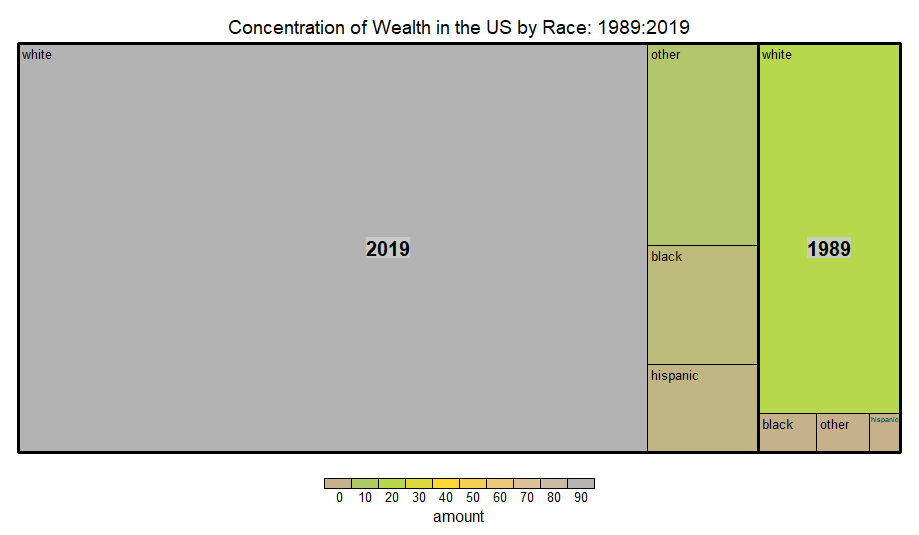 Concentration of Wealth in the US by Race: 1989:2019
white
other
white
2019
1989
black
hispanic
black
other
hispanic
0 10 20 30 40 50 60 70 80 90
amount